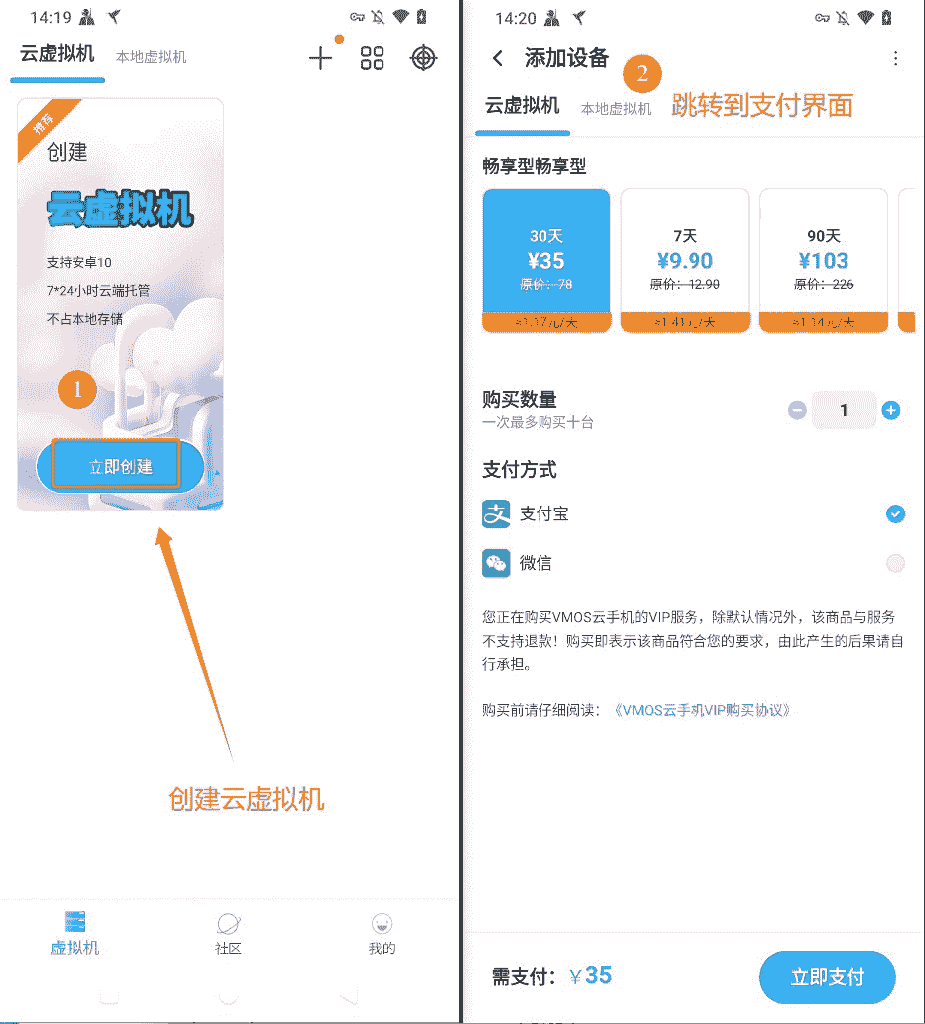 14:19
云虚拟机 本地虚拟机
推荐
创建
云虚拟机
支持安卓10
7*24小时云端托管
不占本地存储
1
立即创建
创建云虚拟机
虚拟机 社区 我的
14:20
添加设备
2
跳转到支付界面
云虚拟机 本地虚拟机
畅享型畅享型
30天 7天 90天
¥35 ¥9.90 ¥103
原价：78 原价：12.90 原价：226
购买数量
一次最多购买十台
1
支付方式
支付宝
微信
您正在购买VMOS云手机的VIP服务，除默认情况外，该商品与服务
不支持退款！购买即表示该商品符合您的要求，由此产生的后果请自
行承担。
购买前请仔细阅读：《VMOS云手机VIP购买协议》
需支付：￥35 立即支付